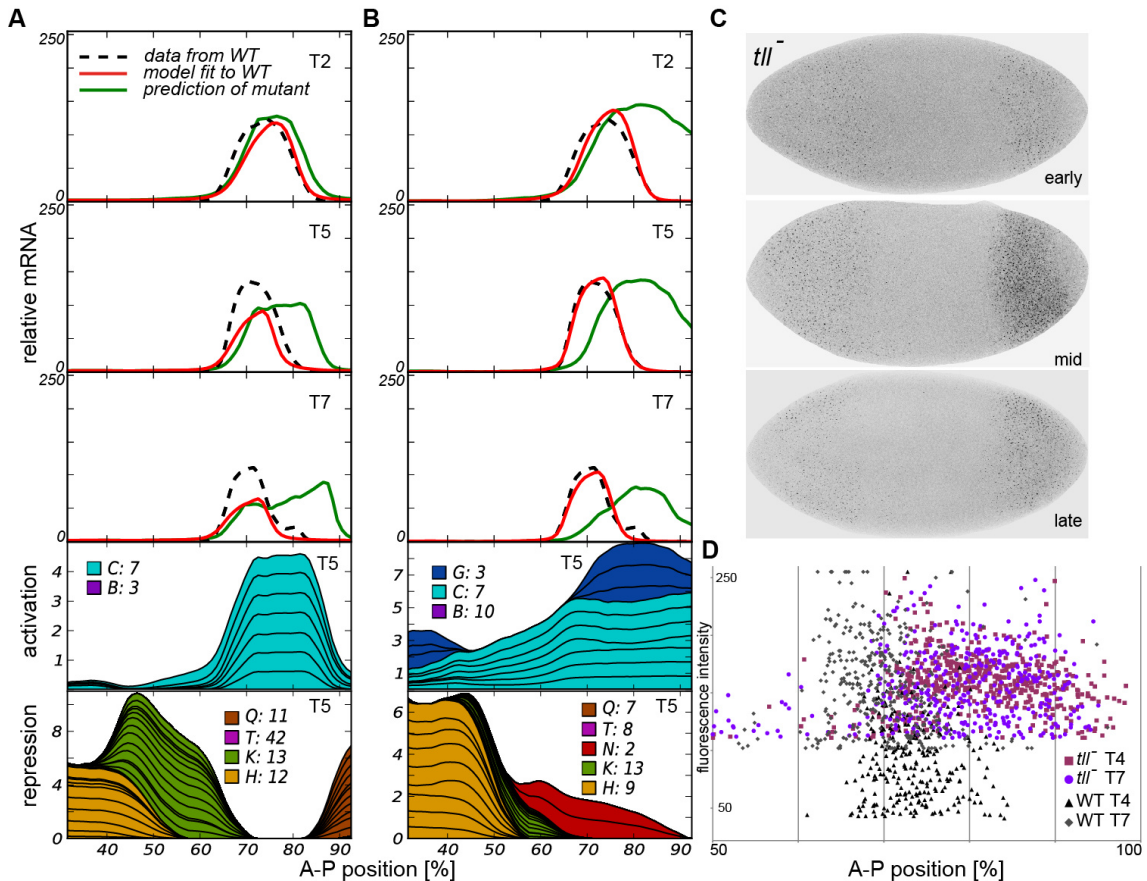 A
B
C
250
data from WT
model fit to WT
prediction of mutant
T2
0
250
T5
0
250
T7
0
relative mRNA
250
T2
0
250
T5
0
250
T7
0
tll -
early
mid
late
activation
4
3
2
1
C: 7
B: 3
T5
7
5
3
1
G: 3
C: 7
B: 10
T5
repression
8
4
0
Q: 11
T: 42
K: 13
H: 12
T5
6
4
2
0
Q: 7
T: 8
N: 2
K: 13
H: 9
T5
40 50 60 70 80 90
A-P position [%]
40 50 60 70 80 90
D
fluorescence intensity
250
50
tll- T4
tll- T7
WT T4
WT T7
50 100
A-P position [%]